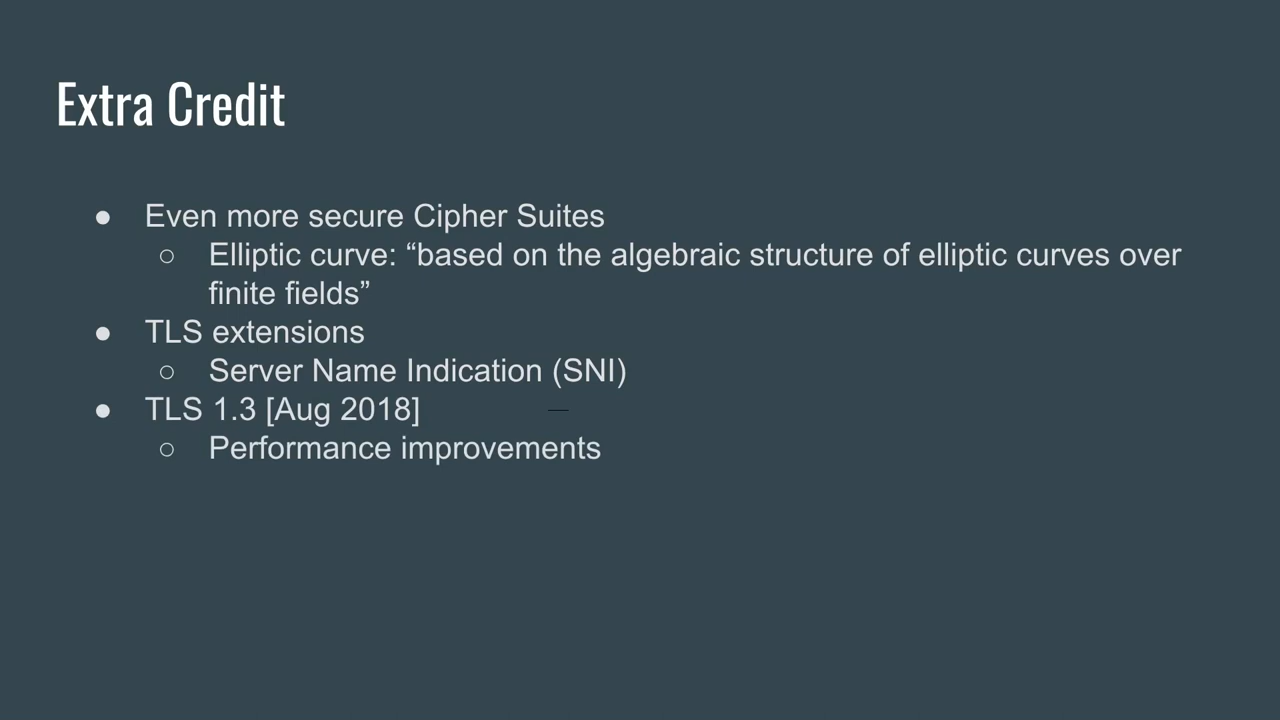 Extra Credit
● Even more secure Cipher Suites
○ Elliptic curve: “based on the algebraic structure of elliptic curves over
finite fields”
● TLS extensions
○ Server Name Indication (SNI)
● TLS 1.3 [Aug 2018]
○ Performance improvements